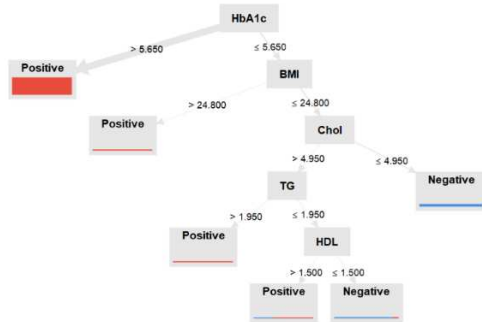 HbA1c
> 5.650
≤ 5.650
Positive
BMI
> 24.800
≤ 24.800
Positive
Chol
> 4.950
≤ 4.950
TG
Negative
> 1.950
≤ 1.950
Positive
HDL
> 1.500
≤ 1.500
Positive
Negative